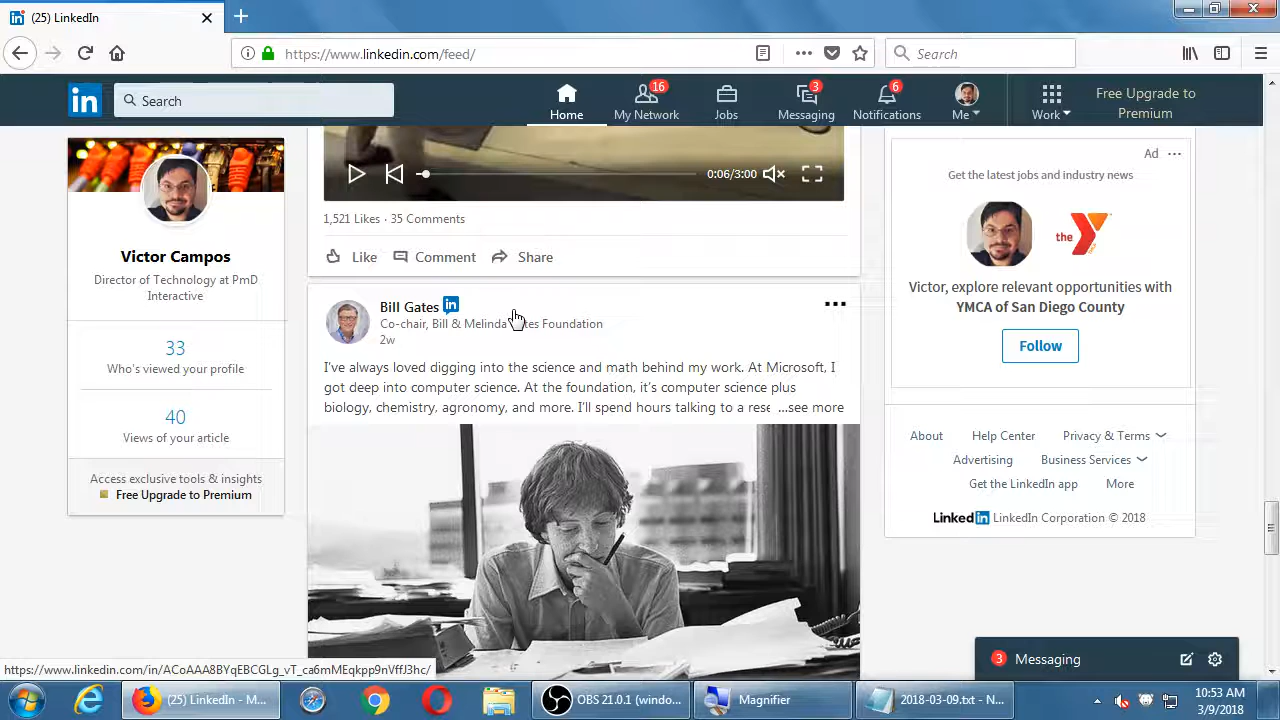 (25) LinkedIn
https://www.linkedin.com/feed/
Search
in
Search
Home
16
My Network
Jobs
3
Messaging
6
Notifications
Me
Work
Free Upgrade to
Premium
Victor Campos
Director of Technology at PmD
Interactive
33
Who's viewed your profile
40
Views of your article
Access exclusive tools & insights
Free Upgrade to Premium
0:06/3:00
1,521 Likes · 35 Comments
Like
Comment
Share
Bill Gates in
Co-chair, Bill & Melinda Gates Foundation
2w
I've always loved digging into the science and math behind my work. At Microsoft, I
got deep into computer science. At the foundation, it's computer science plus
biology, chemistry, agronomy, and more. I'll spend hours talking to a rese ...see more
Ad
Get the latest jobs and industry news
the Y
Victor, explore relevant opportunities with
YMCA of San Diego County
Follow
About
Help Center
Privacy & Terms
Advertising
Business Services
Get the LinkedIn app
More
Linked in LinkedIn Corporation © 2018
3 Messaging
https://www.linkedin.com/in/ACoAAA8BYqEBCGLg_vT_ca6mMEqkpp9nVffJ3hc/
(25) LinkedIn - M...
OBS 21.0.1 (windo...
Magnifier
2018-03-09.txt - N...
10:53 AM
3/9/2018